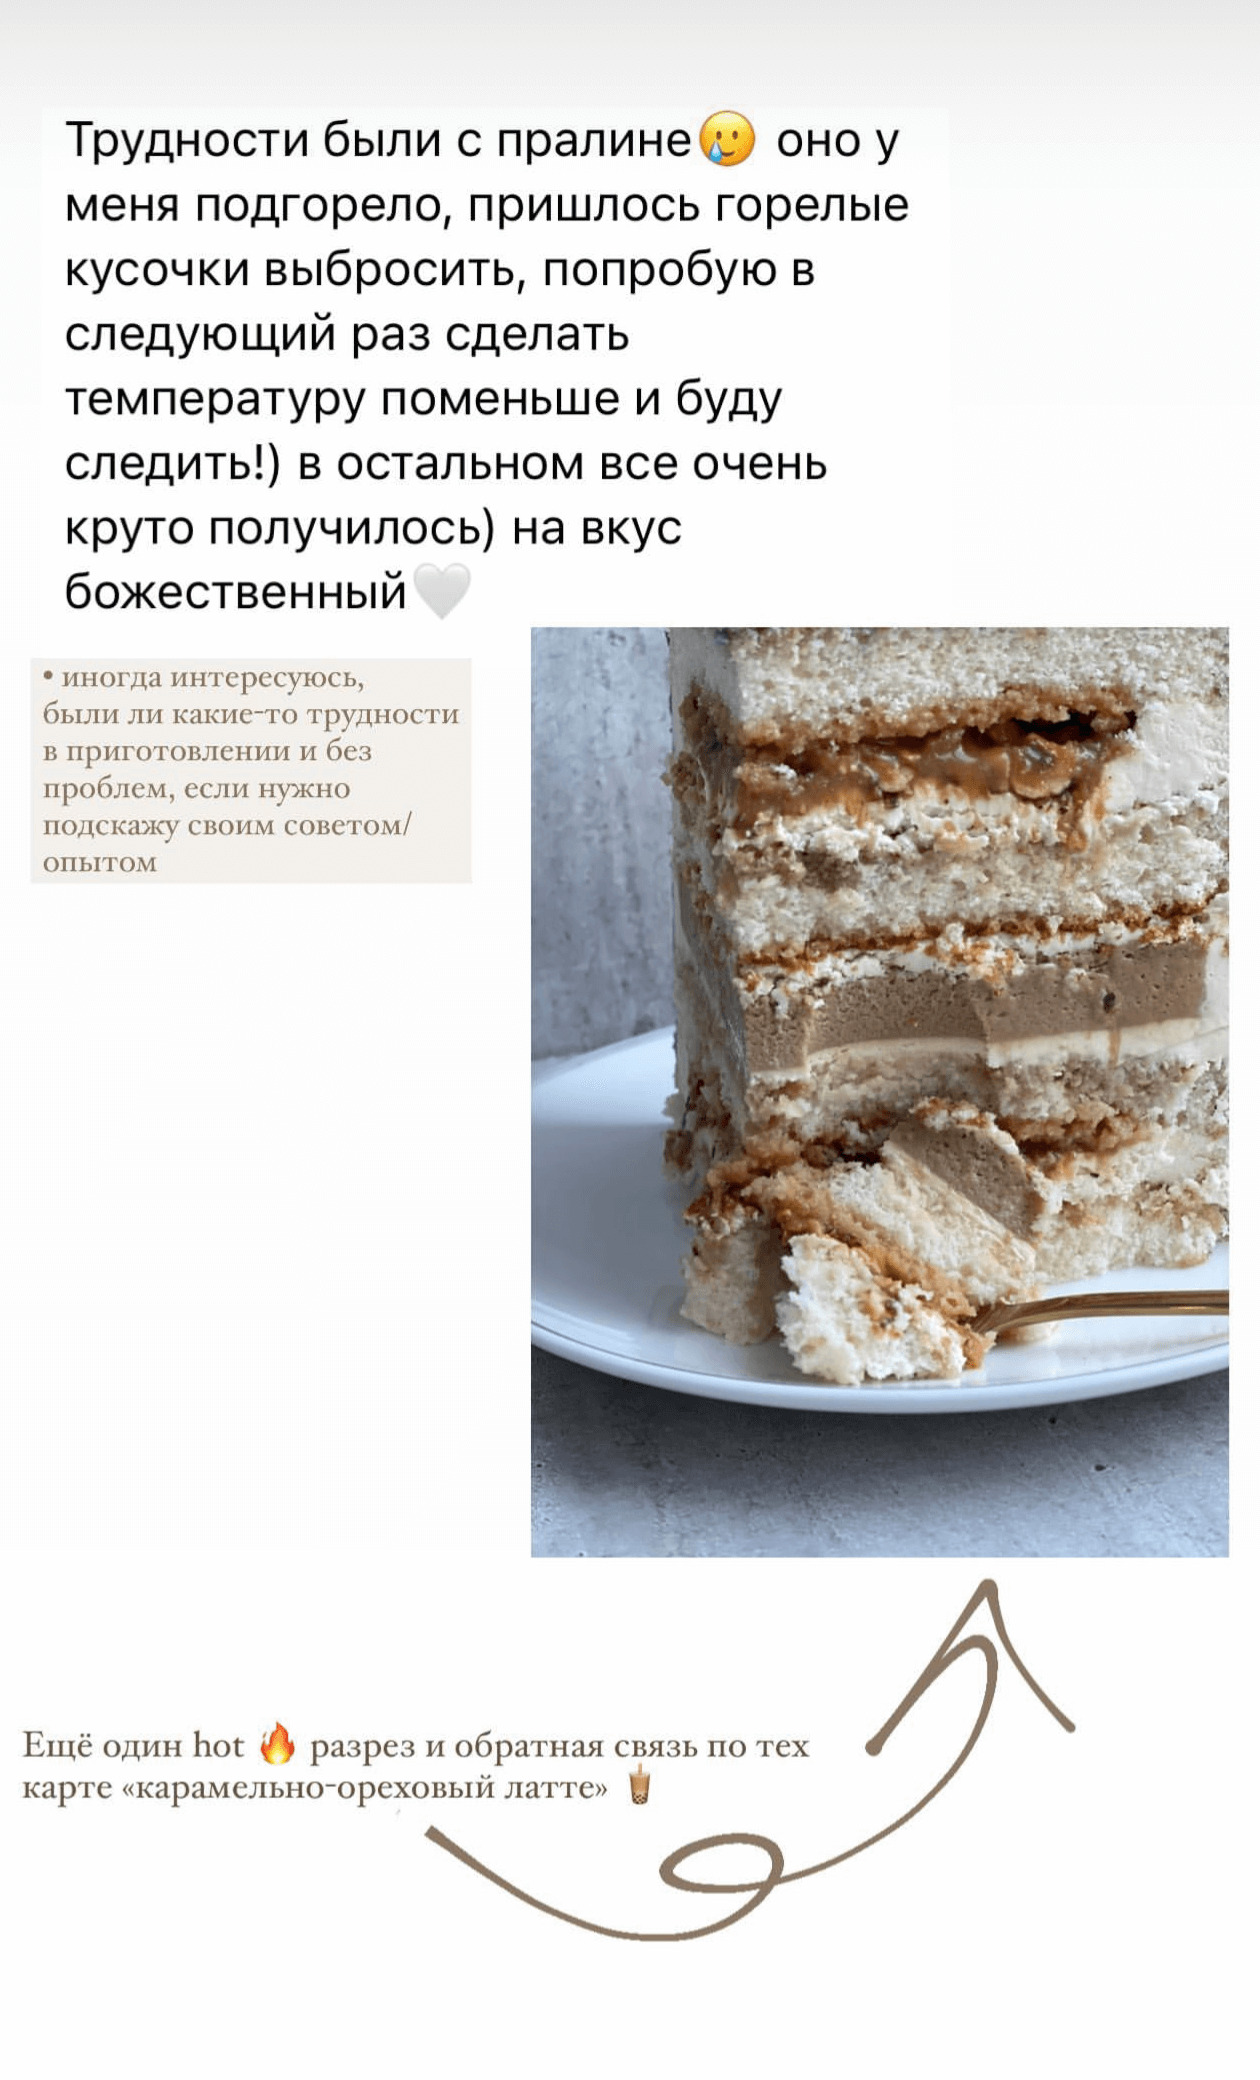 Трудности были с пралине🥲 оно у
меня подгорело, пришлось горелые
кусочки выбросить, попробую в
следующий раз сделать
температуру поменьше и буду
следить!) в остальном все очень
круто получилось) на вкус
божественный🤍
• иногда интересуюсь,
были ли какие-то трудности
в приготовлении и без
проблем, если нужно
подскажу своим советом/
опытом
Ещё один hot 🔥 разрез и обратная связь по тех
карте «карамельно-ореховый латте» 🧋